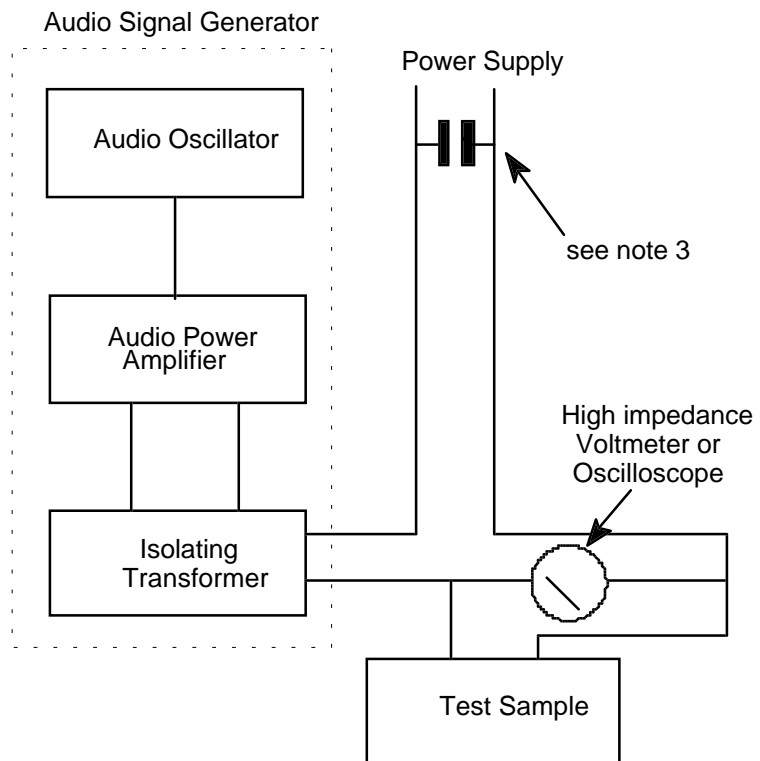 Audio Signal Generator
Power Supply
Audio Oscillator
see note 3
Audio Power
Amplifier
High impedance
Voltmeter or
Oscilloscope
Isolating
Transformer
Test Sample